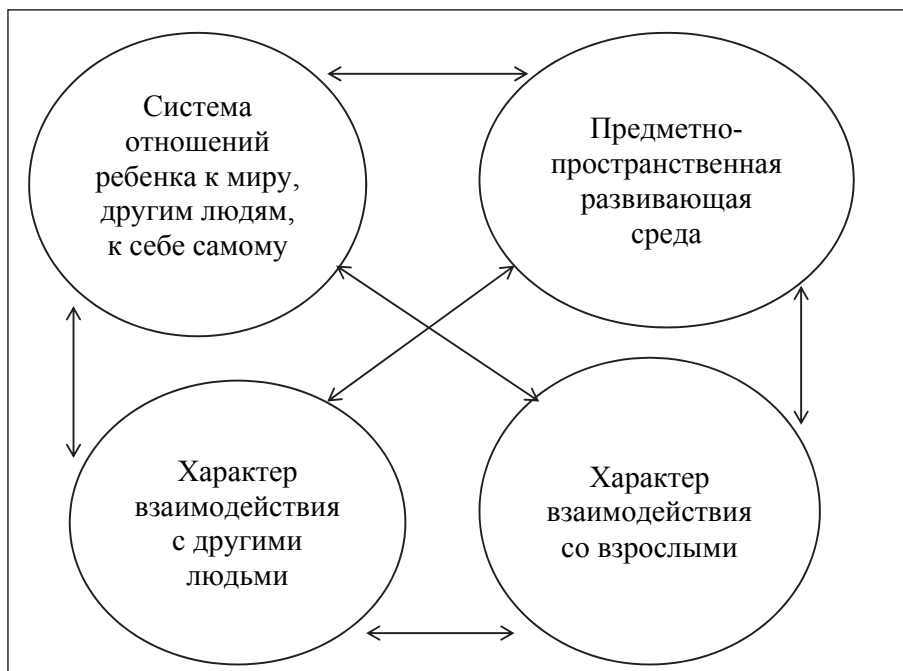 Система
отношений
ребенка к миру,
другим людям,
к себе самому
Предметно-
пространственная
развивающая
среда
Характер
взаимодействия
с другими
людьми
Характер
взаимодействия
со взрослыми